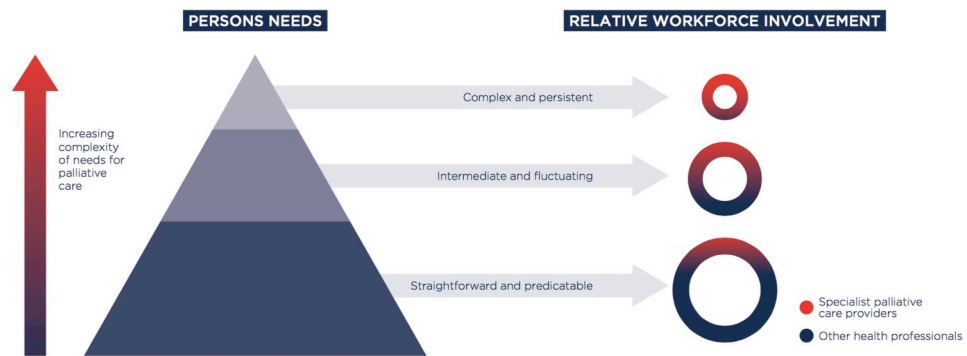 PERSONS NEEDS
RELATIVE WORKFORCE INVOLVEMENT
Increasing
complexity
of needs for
palliative
care
Complex and persistent
Intermediate and fluctuating
Straightforward and predicatable
Specialist palliative
care providers
Other health professionals